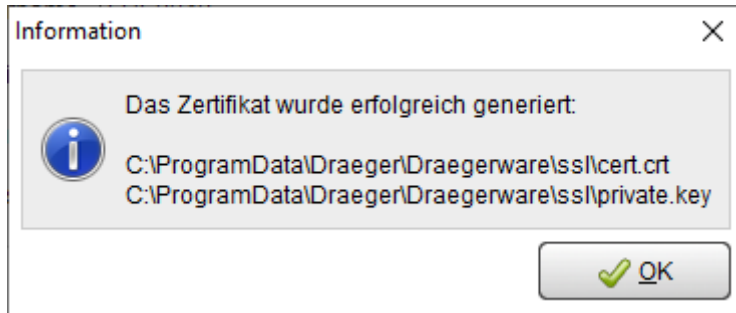 Information
Das Zertifikat wurde erfolgreich generiert:
C:\ProgramData\Draeger\Draegerware\ssl\cert.crt
C:\ProgramData\Draeger\Draegerware\ssl\private.key
OK